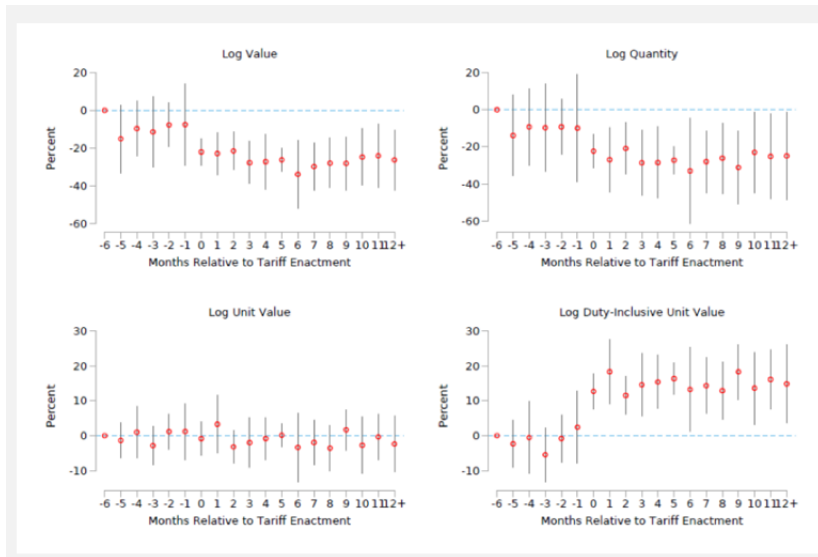 Log Value
20
0
-20
-40
-60
Percent
-6 -5 -4 -3 -2 -1 0 1 2 3 4 5 6 7 8 9 10 11 12+
Months Relative to Tariff Enactment
Log Quantity
20
0
-20
-40
-60
Percent
-6 -5 -4 -3 -2 -1 0 1 2 3 4 5 6 7 8 9 10 11 12+
Months Relative to Tariff Enactment
Log Unit Value
30
20
10
0
-10
Percent
-6 -5 -4 -3 -2 -1 0 1 2 3 4 5 6 7 8 9 10 11 12+
Months Relative to Tariff Enactment
Log Duty-Inclusive Unit Value
30
20
10
0
-10
Percent
-6 -5 -4 -3 -2 -1 0 1 2 3 4 5 6 7 8 9 10 11 12+
Months Relative to Tariff Enactment